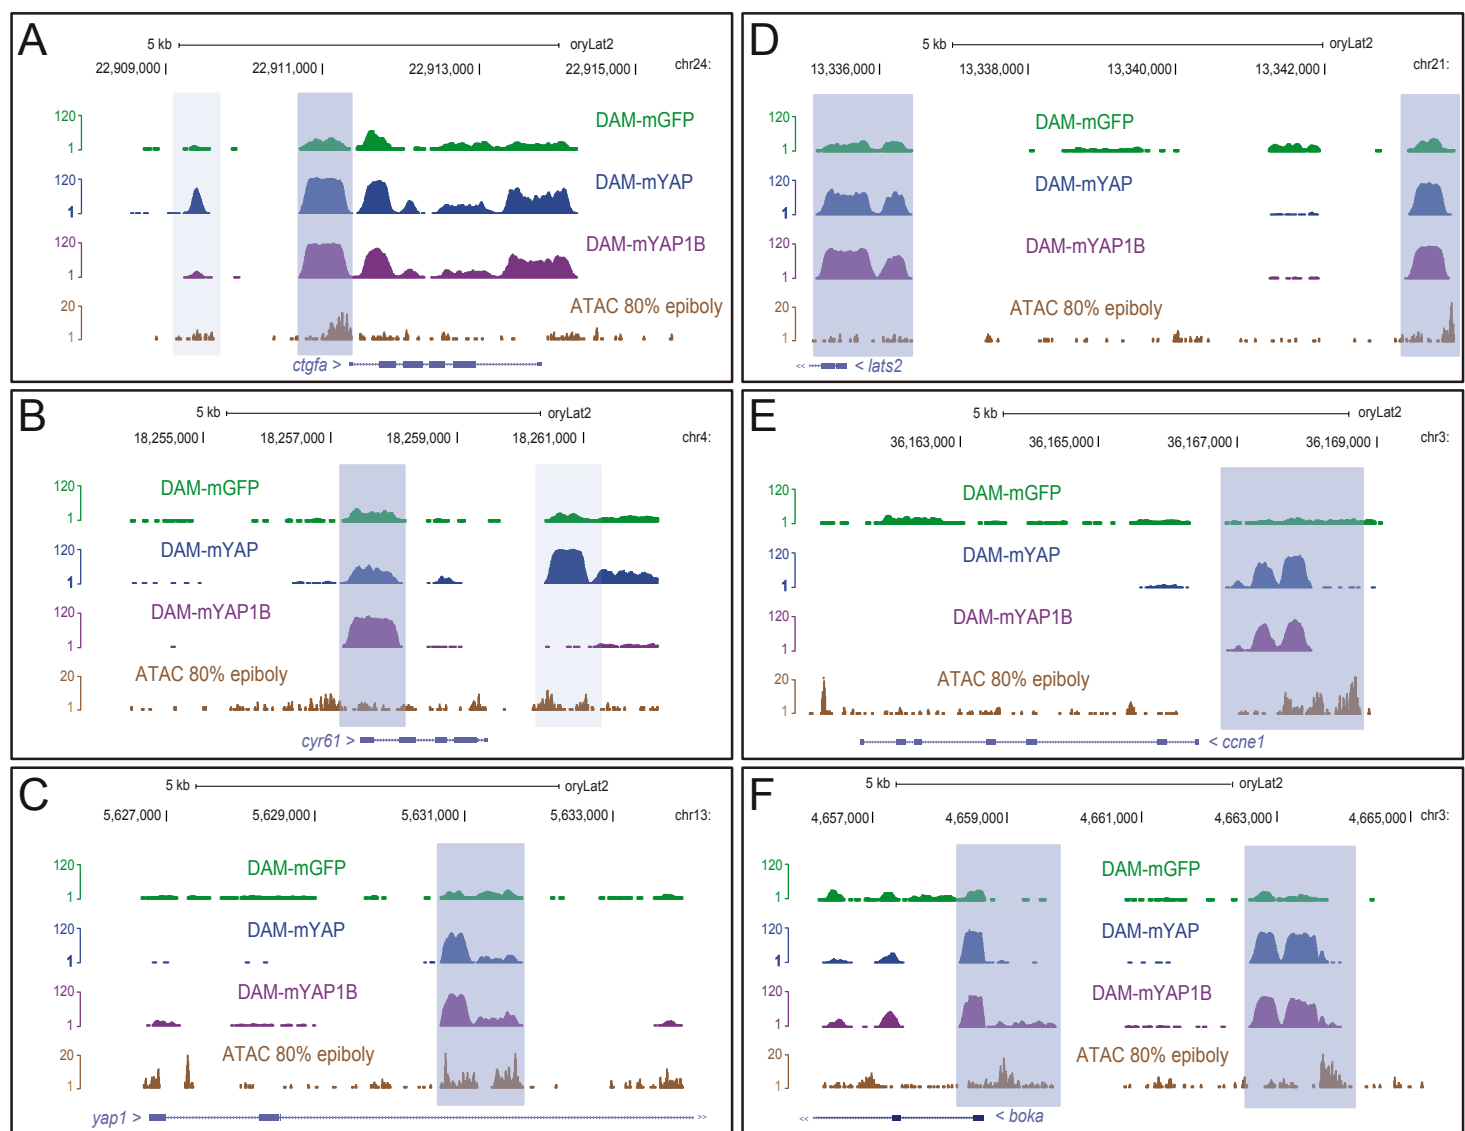 A
5 kb oryLat2
22,909,000 22,911,000 22,913,000 22,915,000 chr24:
120 DAM-mGFP
1
120 DAM-mYAP
1
120 DAM-mYAP1B
1
20 ATAC 80% epiboly
1
ctgfa >
B
5 kb oryLat2
18,255,000 18,257,000 18,259,000 18,261,000 chr4:
120 DAM-mGFP
1
120 DAM-mYAP
1
120 DAM-mYAP1B
1
20 ATAC 80% epiboly
1
cyr61 >
C
5 kb oryLat2
5,627,000 5,629,000 5,631,000 5,633,000 chr13:
120 DAM-mGFP
1
120 DAM-mYAP
1
120 DAM-mYAP1B
1
20 ATAC 80% epiboly
1
yap1 > >>
D
5 kb oryLat2
13,336,000 13,338,000 13,340,000 13,342,000 chr21:
120 DAM-mGFP
1
120 DAM-mYAP
1
120 DAM-mYAP1B
1
20 ATAC 80% epiboly
1
<< < lats2
E
5 kb oryLat2
36,163,000 36,165,000 36,167,000 36,169,000 chr3:
120 DAM-mGFP
1
120 DAM-mYAP
1
120 DAM-mYAP1B
1
20 ATAC 80% epiboly
1
< ccne1
F
5 kb oryLat2
4,657,000 4,659,000 4,661,000 4,663,000 4,665,000 chr3:
120 DAM-mGFP
1
120 DAM-mYAP
1
120 DAM-mYAP1B
1
20 ATAC 80% epiboly
1
<< < boka